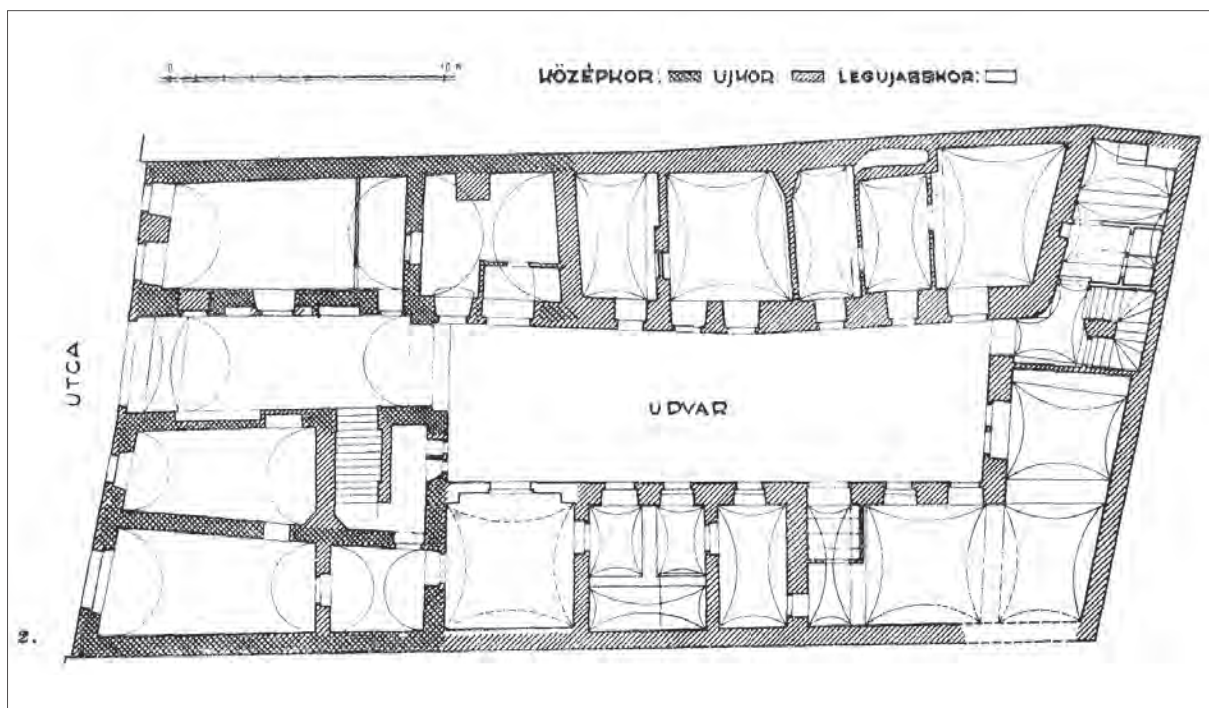 0 10 M
KÖZÉPKOR: UJKOR LEGUJABBKOR:
UTCA
UDVAR
2.